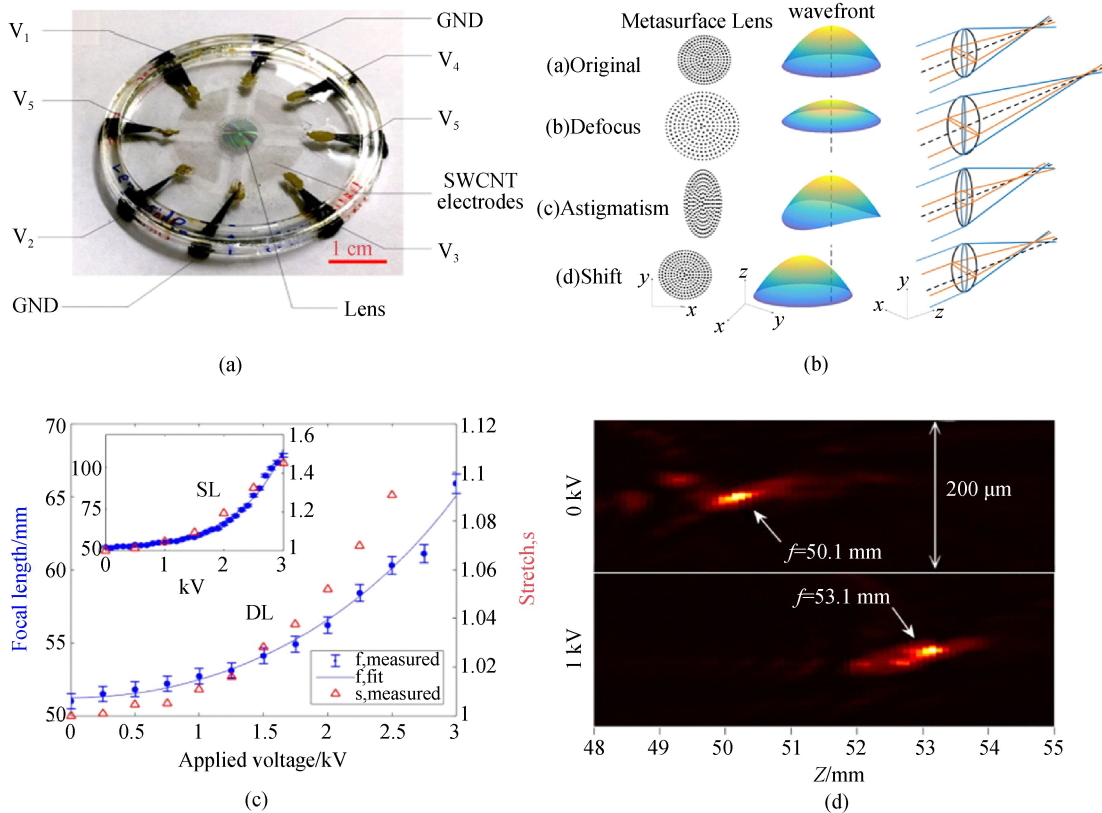 V1
V5
V2
GND
GND
V4
V5
SWCNT
electrodes
V3
1 cm
Lens
(a)
Metasurface Lens
wavefront
(a)Original
(b)Defocus
(c)Astigmatism
(d)Shift
y
x
z
x
y
y
x
z
(b)
70
65
60
55
50
Focal length/mm
0
0.5
1
1.5
2
2.5
3
Applied voltage/kV
1.12
1.1
1.08
1.06
1.04
1.02
1
Stretch,s
100
75
50
1.6
1.4
1.2
1
0
1
2
3
kV
SL
DL
f,measured
f,fit
s,measured
(c)
0 kV
1 kV
200 μm
f=50.1 mm
f=53.1 mm
48
49
50
51
52
53
54
55
Z/mm
(d)